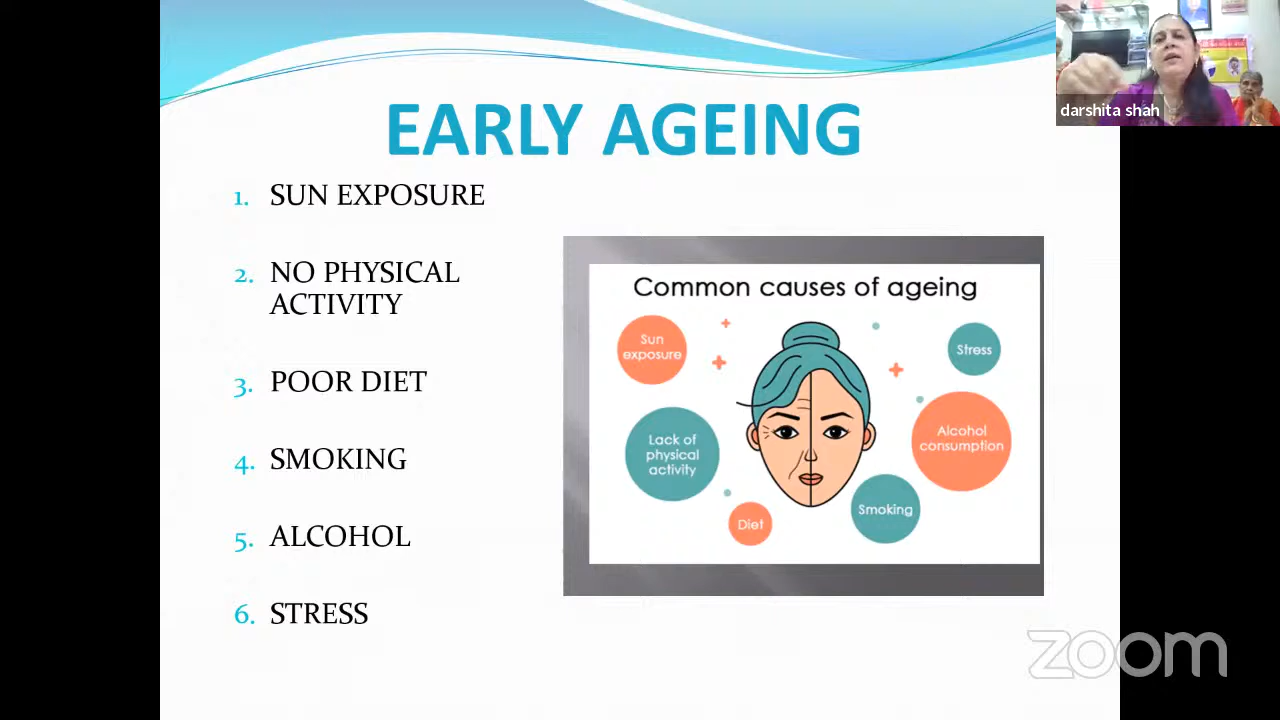 darshita shah
EARLY AGEING
1. SUN EXPOSURE
2. NO PHYSICAL
ACTIVITY
3. POOR DIET
4. SMOKING
5. ALCOHOL
6. STRESS
Common causes of ageing
Sun
exposure
Stress
Lack of
physical
activity
Alcohol
consumption
Diet
Smoking
zoom